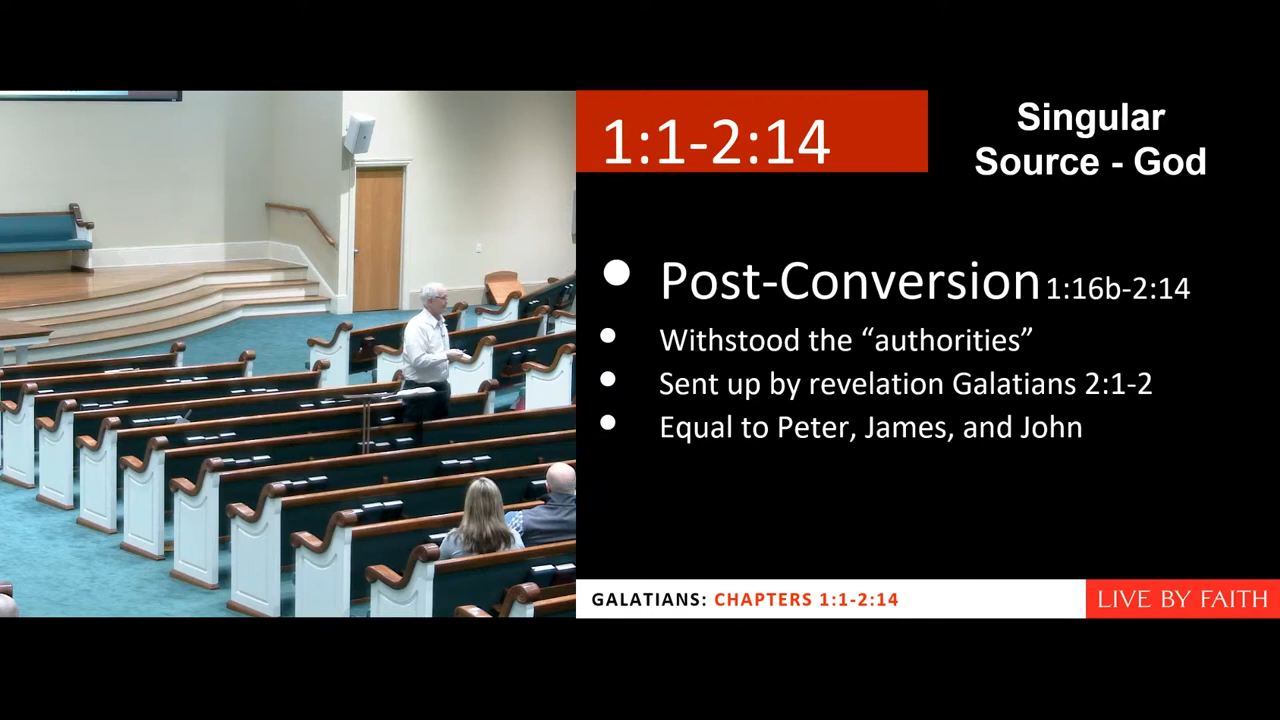 1:1-2:14
Singular
Source - God
Post-Conversion 1:16b-2:14
Withstood the “authorities”
Sent up by revelation Galatians 2:1-2
Equal to Peter, James, and John
GALATIANS: CHAPTERS 1:1-2:14
LIVE BY FAITH